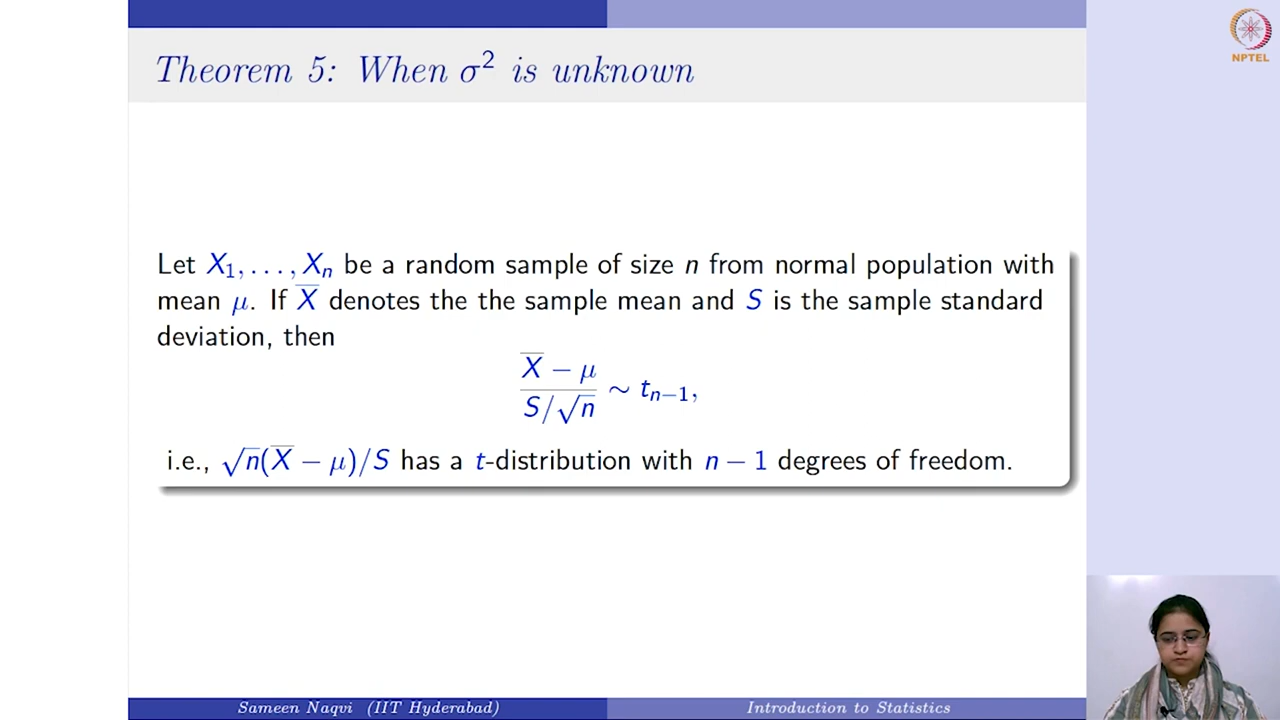 NPTEL
Theorem 5: When σ² is unknown
Let X₁, . . . , Xₙ be a random sample of size n from normal population with
mean μ. If X̅ denotes the the sample mean and S is the sample standard
deviation, then
(X̅ − μ)/(S/√n) ∼ tₙ₋₁,
i.e., √n(X̅ − μ)/S has a t-distribution with n − 1 degrees of freedom.
Sameen Naqvi (IIT Hyderabad) Introduction to Statistics